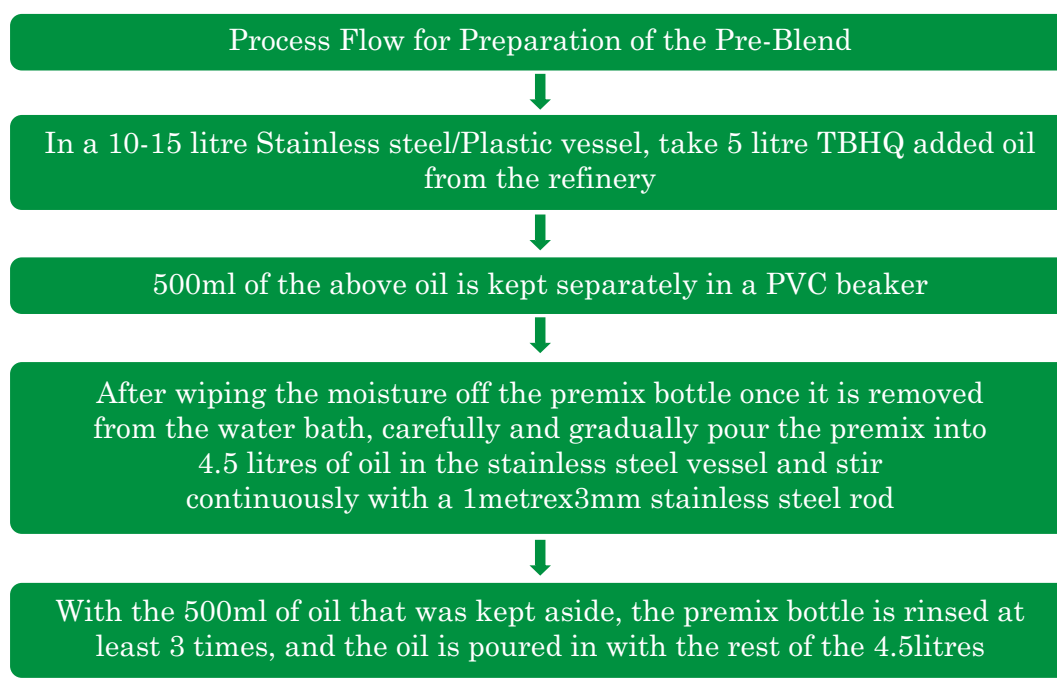 Process Flow for Preparation of the Pre-Blend
In a 10-15 litre Stainless steel/Plastic vessel, take 5 litre TBHQ added oil
from the refinery
500ml of the above oil is kept separately in a PVC beaker
After wiping the moisture off the premix bottle once it is removed
from the water bath, carefully and gradually pour the premix into
4.5 litres of oil in the stainless steel vessel and stir
continuously with a 1metrex3mm stainless steel rod
With the 500ml of oil that was kept aside, the premix bottle is rinsed at
least 3 times, and the oil is poured in with the rest of the 4.5litres